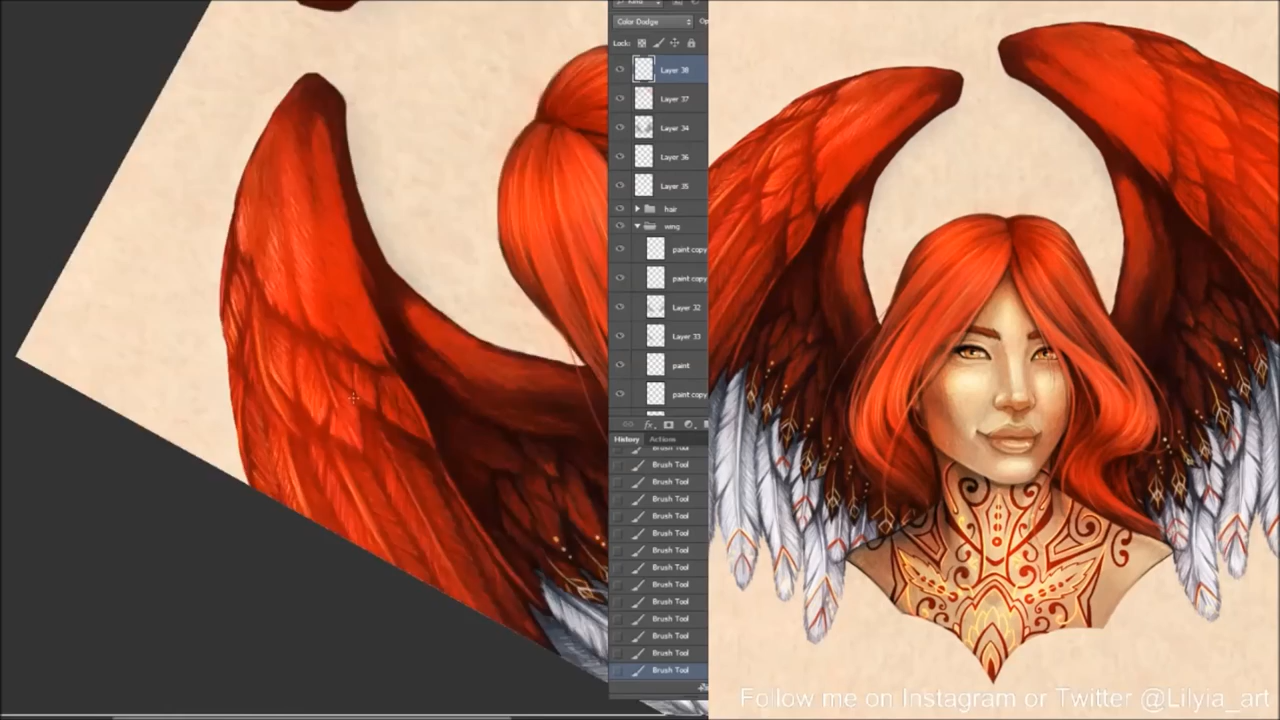 Color Dodge
Lock:
Layer 38
Layer 37
Layer 34
Layer 36
Layer 35
hair
wing
paint copy
paint copy
Layer 32
Layer 33
paint
paint copy
fx
History Actions
Brush Tool
Brush Tool
Brush Tool
Brush Tool
Brush Tool
Brush Tool
Brush Tool
Brush Tool
Brush Tool
Brush Tool
Brush Tool
Brush Tool
Brush Tool
Brush Tool
Follow me on Instagram or Twitter @Lilyia_art